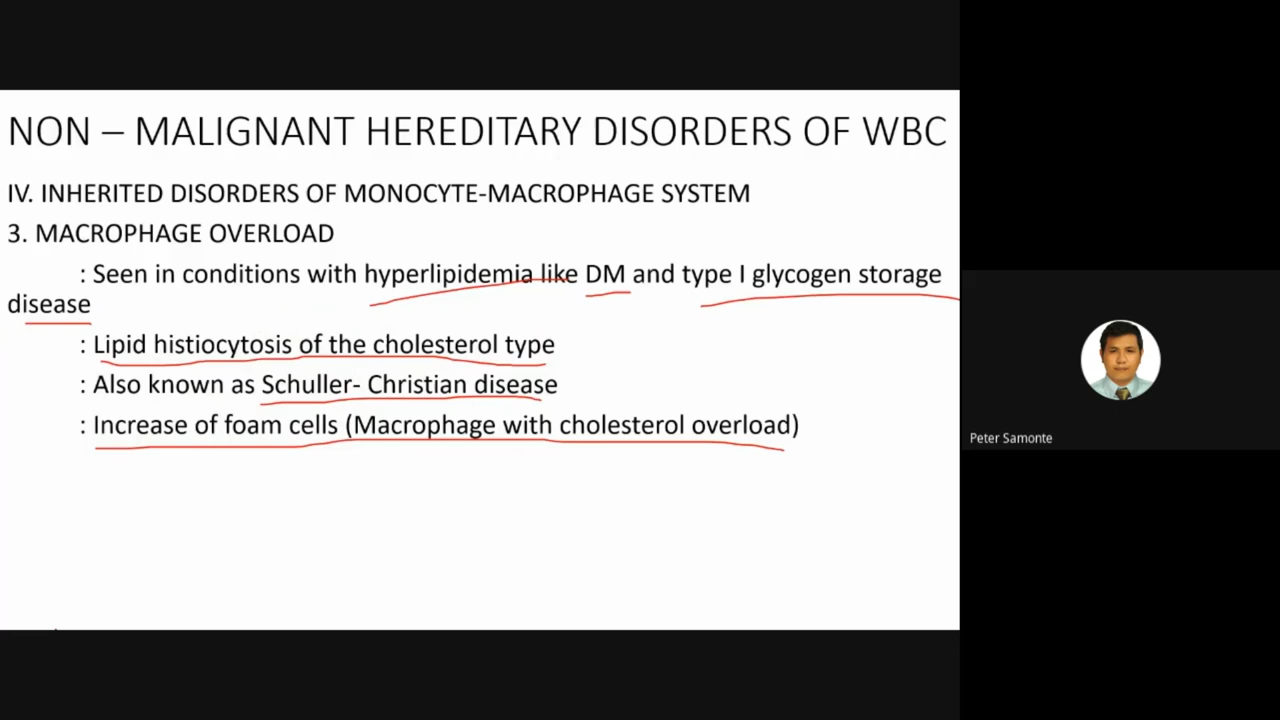 NON – MALIGNANT HEREDITARY DISORDERS OF WBC
IV. INHERITED DISORDERS OF MONOCYTE-MACROPHAGE SYSTEM
3. MACROPHAGE OVERLOAD
: Seen in conditions with hyperlipidemia like DM and type I glycogen storage
disease
: Lipid histiocytosis of the cholesterol type
: Also known as Schuller- Christian disease
: Increase of foam cells (Macrophage with cholesterol overload)
Peter Samonte